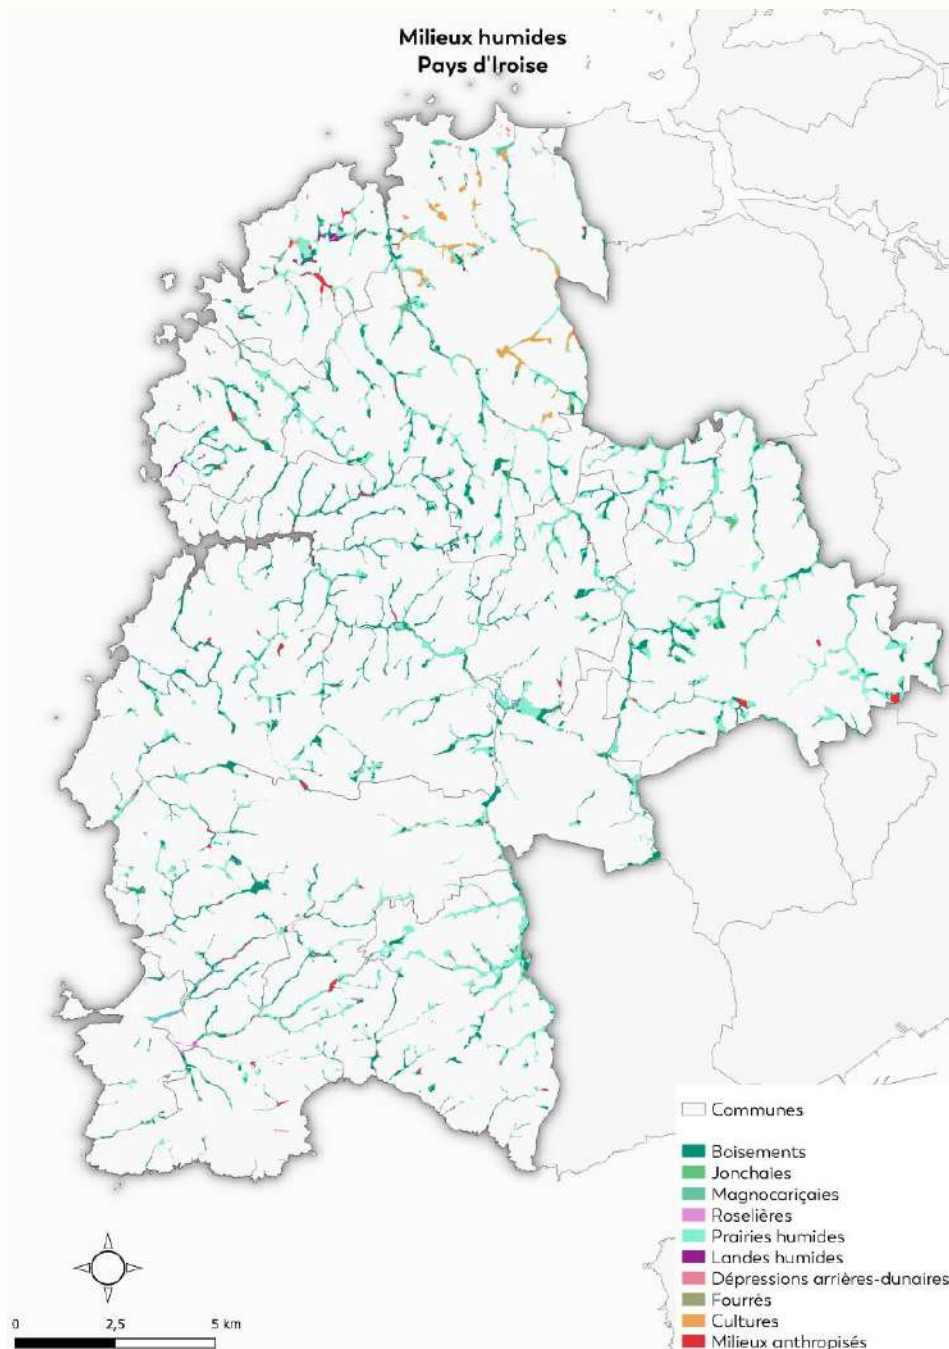 Milieux humides
Pays d'Iroise
Communes
Boisements
Jonchaies
Magnocariçaies
Roselières
Prairies humides
Landes humides
Dépressions arrières-dunaires
Fourrés
Cultures
Milieux anthropisés
0 2,5 5 km